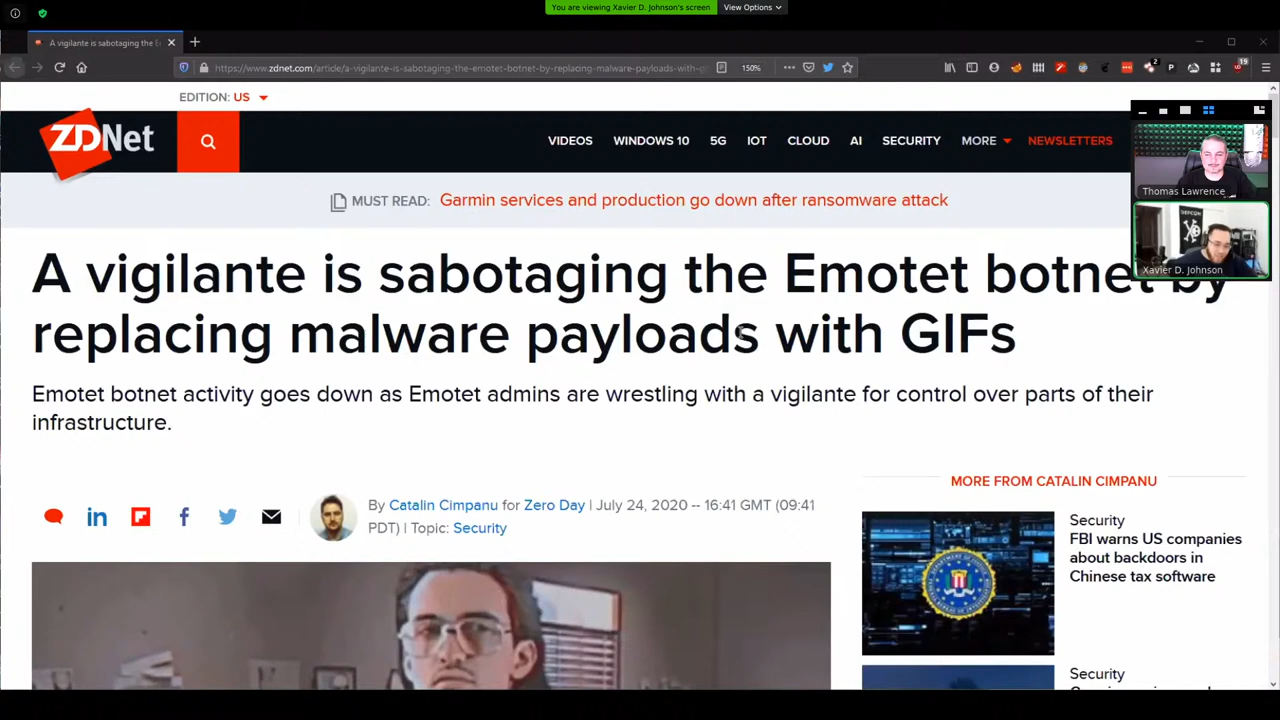 You are viewing Xavier D. Johnson's screen
View Options
A vigilante is sabotaging the E
https://www.zdnet.com/article/a-vigilante-is-sabotaging-the-emotet-botnet-by-replacing-malware-payloads-with-g
150%
2
19
EDITION: US
ZDNet
VIDEOS WINDOWS 10 5G IOT CLOUD AI SECURITY MORE NEWSLETTERS
MUST READ: Garmin services and production go down after ransomware attack
Thomas Lawrence
DEFCON
Xavier D. Johnson
A vigilante is sabotaging the Emotet botnet by
replacing malware payloads with GIFs
Emotet botnet activity goes down as Emotet admins are wrestling with a vigilante for control over parts of their
infrastructure.
By Catalin Cimpanu for Zero Day | July 24, 2020 -- 16:41 GMT (09:41
PDT) | Topic: Security
MORE FROM CATALIN CIMPANU
Security
FBI warns US companies
about backdoors in
Chinese tax software
Security